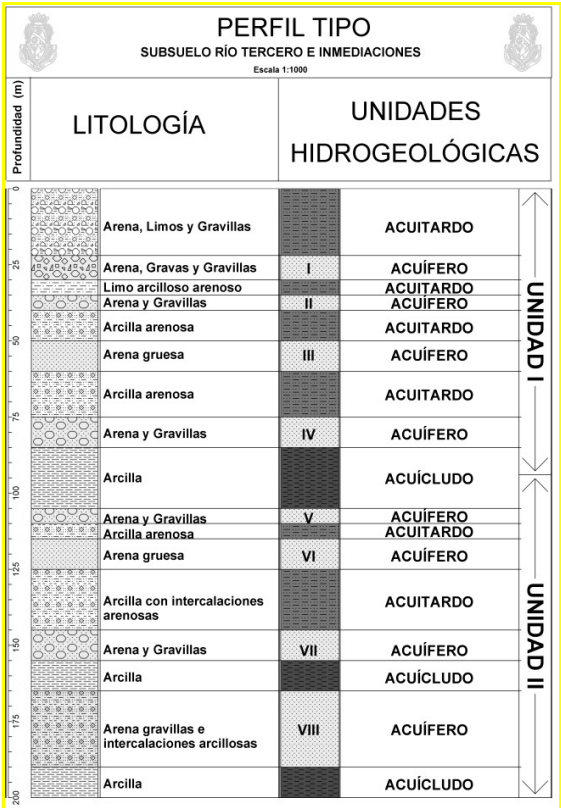 PERFIL TIPO
SUBSUELO RÍO TERCERO E INMEDIACIONES
Escala 1:1000
Profundidad (m)
LITOLOGÍA
UNIDADES
HIDROGEOLÓGICAS
0
Arena, Limos y Gravillas
ACUITARDO
25
Arena, Gravas y Gravillas
I
ACUÍFERO
Limo arcilloso arenoso
ACUITARDO
Arena y Gravillas
II
ACUÍFERO
Arcilla arenosa
ACUITARDO
UNIDAD I
50
Arena gruesa
III
ACUÍFERO
Arcilla arenosa
ACUITARDO
75
Arena y Gravillas
IV
ACUÍFERO
Arcilla
ACUÍCLUDO
100
Arena y Gravillas
V
ACUÍFERO
Arcilla arenosa
ACUITARDO
Arena gruesa
VI
ACUÍFERO
125
Arcilla con intercalaciones
arenosas
ACUITARDO
UNIDAD II
150
Arena y Gravillas
VII
ACUÍFERO
Arcilla
ACUÍCLUDO
175
Arena gravillas e
intercalaciones arcillosas
VIII
ACUÍFERO
Arcilla
ACUÍCLUDO
200